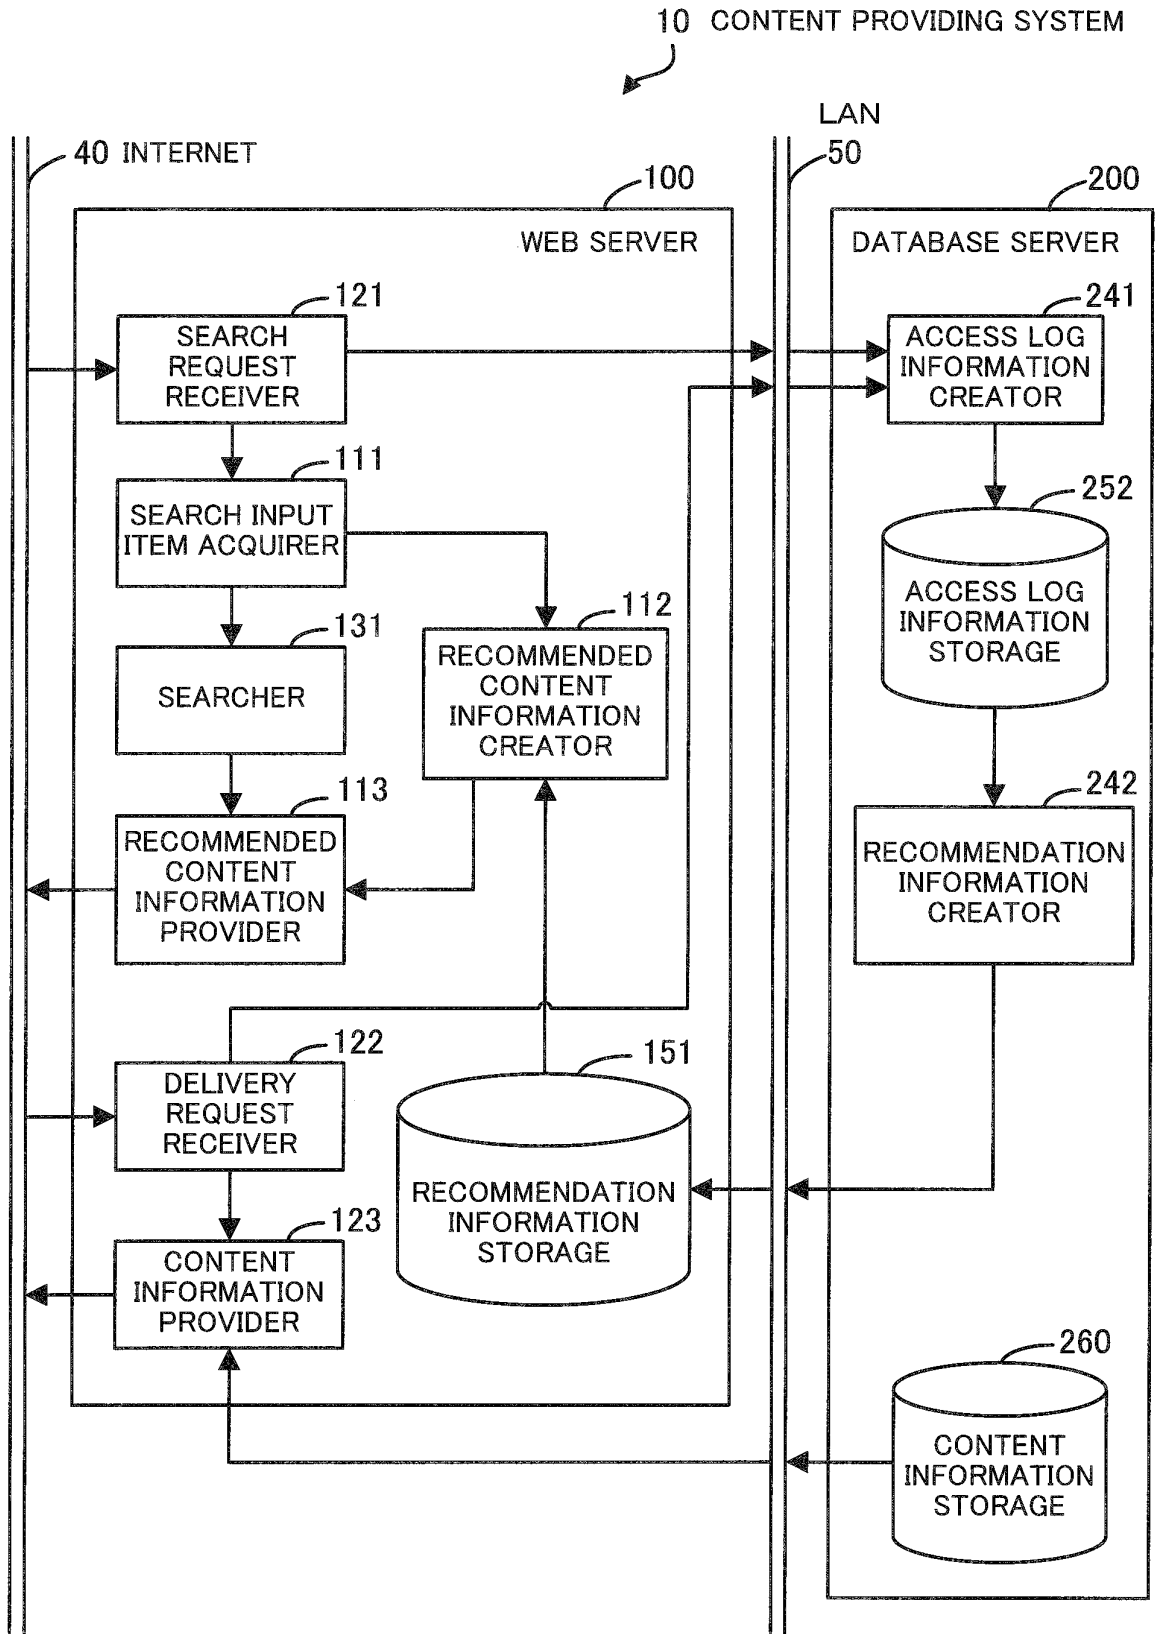 10 CONTENT PROVIDING SYSTEM
LAN
50
40 INTERNET
100
WEB SERVER
200
DATABASE SERVER
121
SEARCH
REQUEST
RECEIVER
241
ACCESS LOG
INFORMATION
CREATOR
111
SEARCH INPUT
ITEM ACQUIRER
252
ACCESS LOG
INFORMATION
STORAGE
131
SEARCHER
112
RECOMMENDED
CONTENT
INFORMATION
CREATOR
113
RECOMMENDED
CONTENT
INFORMATION
PROVIDER
242
RECOMMENDATION
INFORMATION
CREATOR
122
DELIVERY
REQUEST
RECEIVER
151
RECOMMENDATION
INFORMATION
STORAGE
123
CONTENT
INFORMATION
PROVIDER
260
CONTENT
INFORMATION
STORAGE